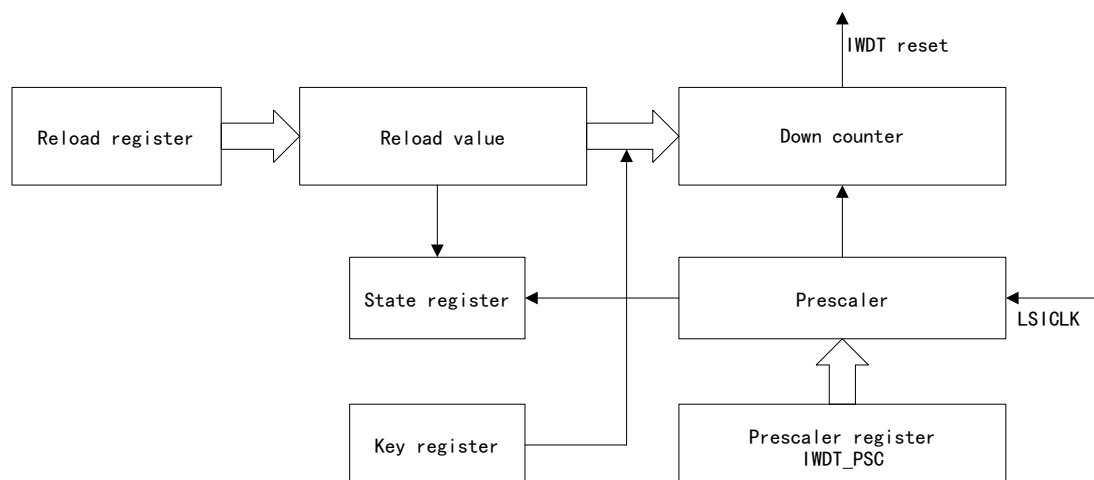 IWDT reset
Reload register
Reload value
Down counter
State register
Prescaler
LSICLK
Key register
Prescaler register
IWDT_PSC